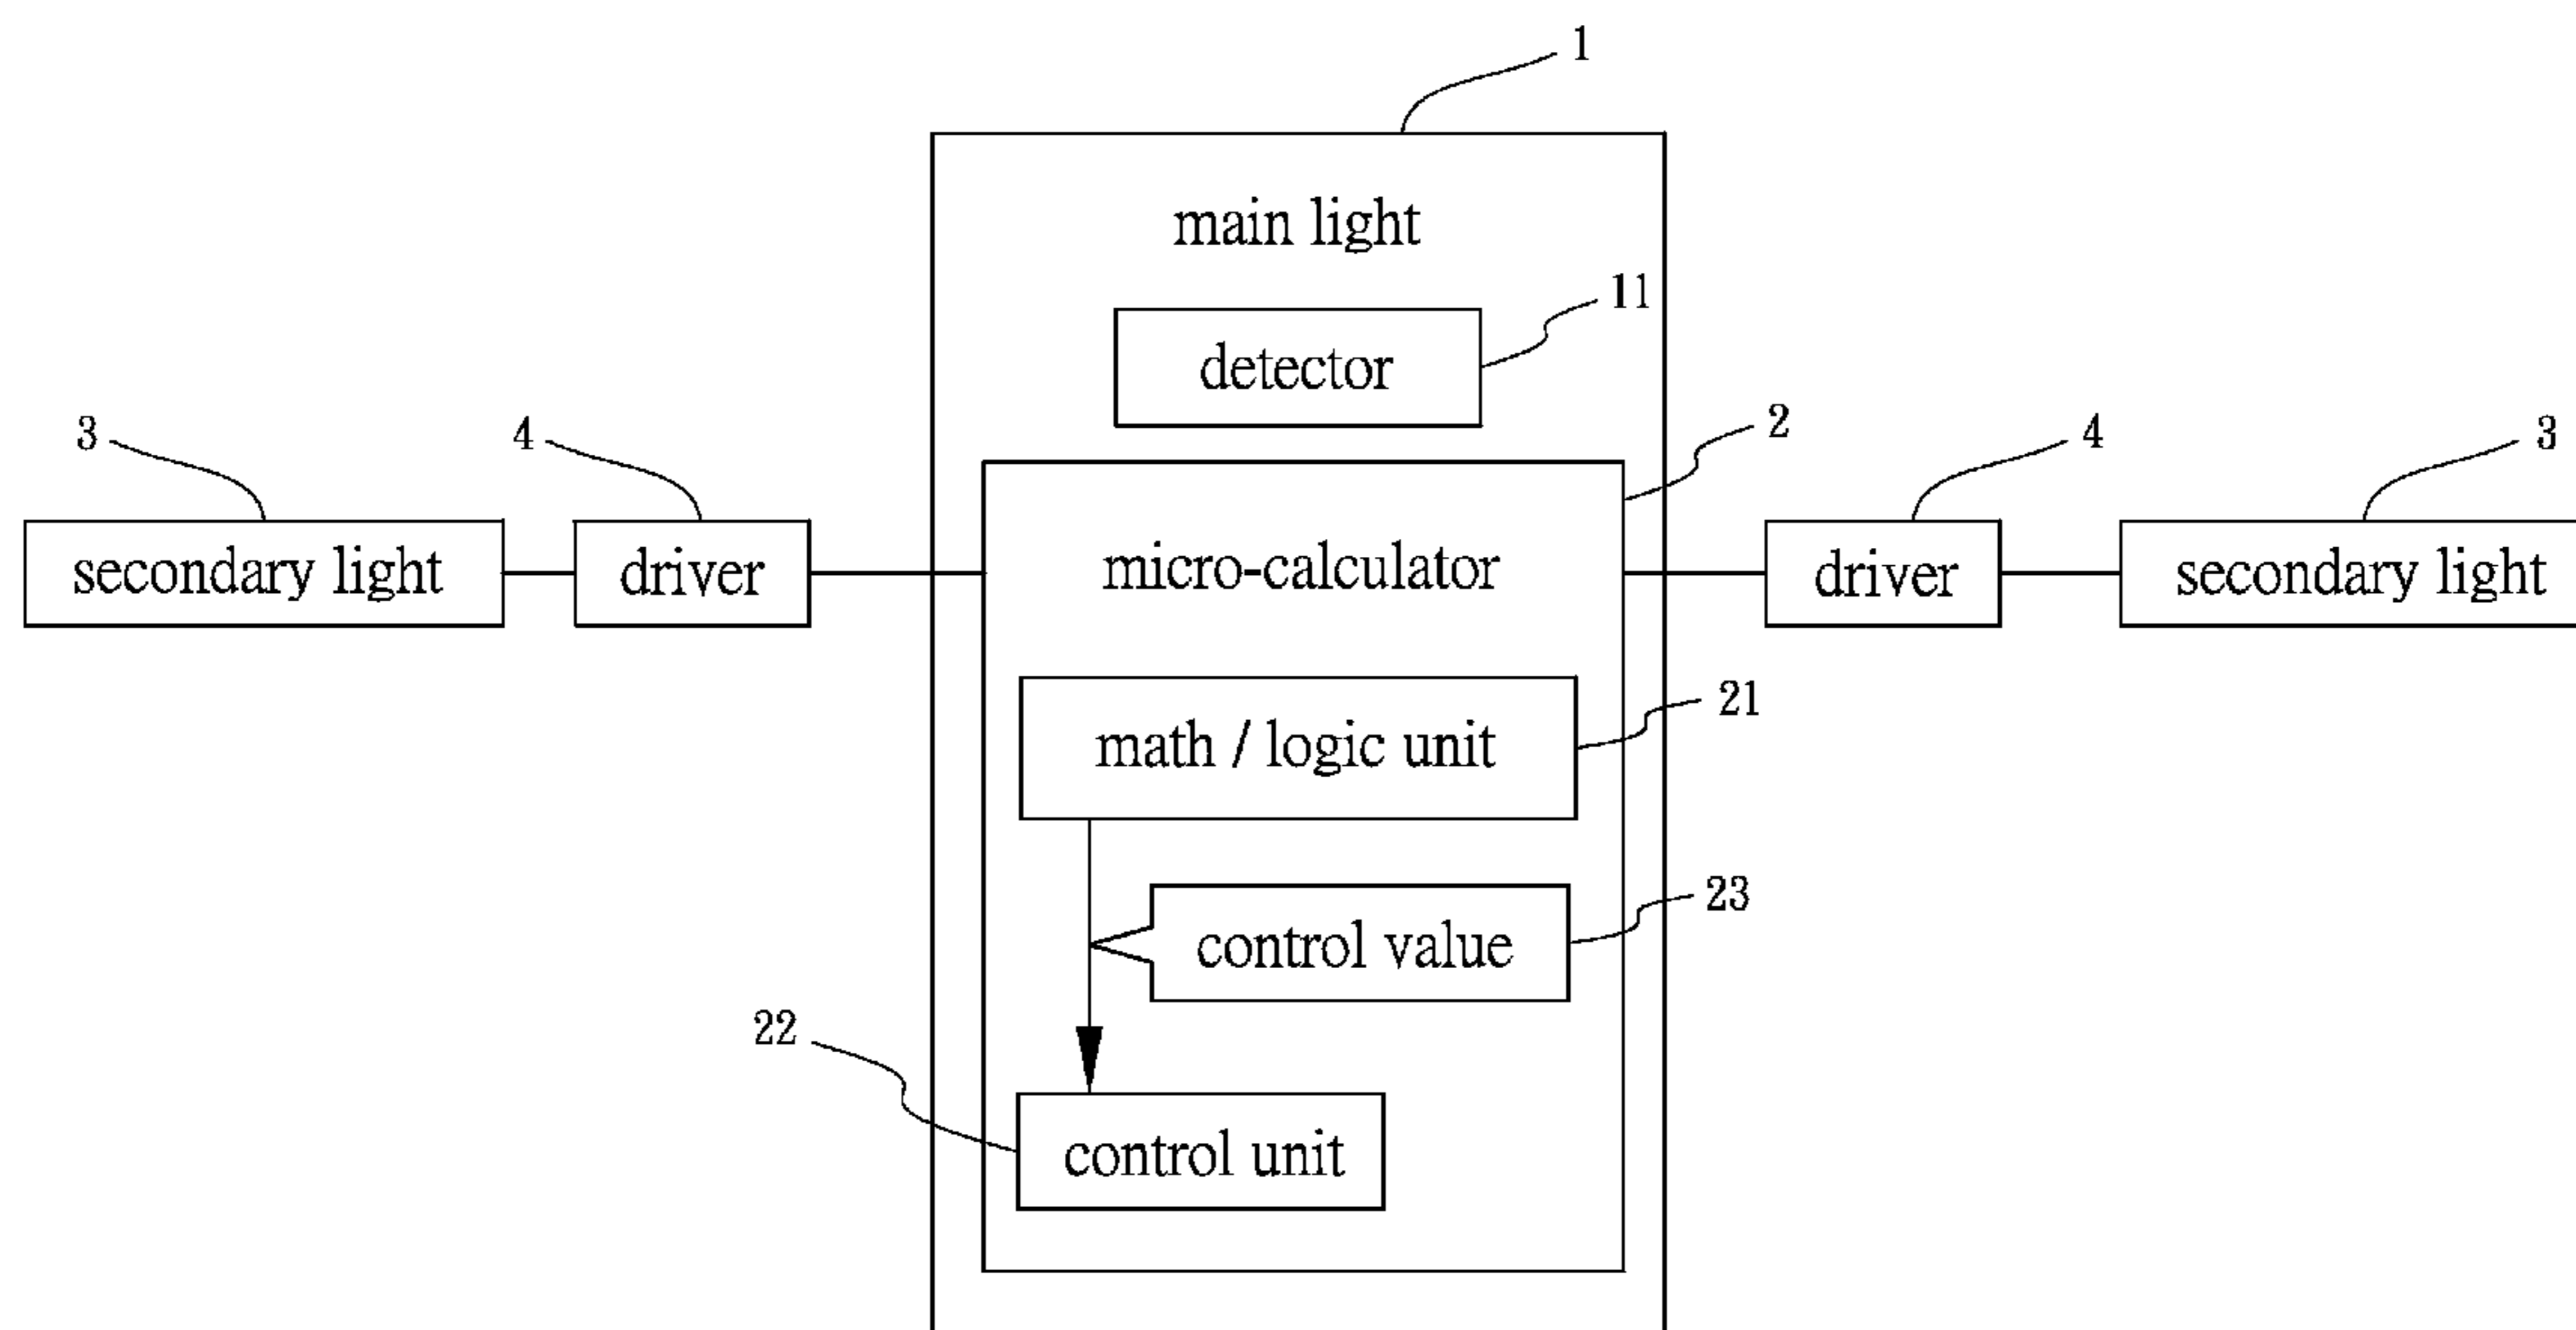 1
main light
11
detector
3
4
2
4
3
secondary light
driver
micro-calculator
driver
secondary light
21
math / logic unit
23
control value
22
control unit